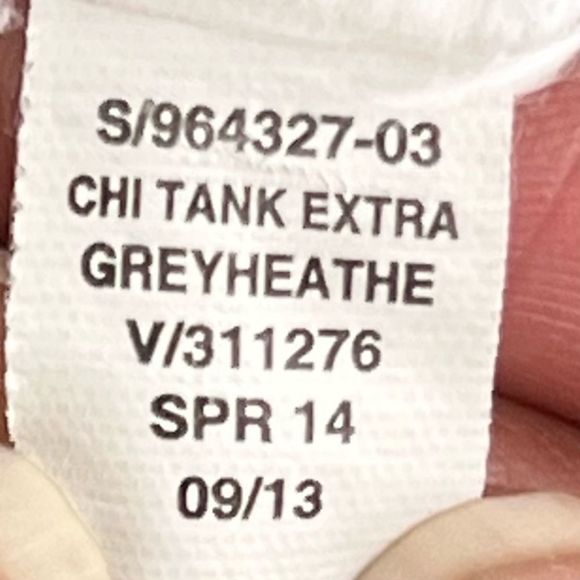 S/964327-03
CHI TANK EXTRA
GREYHEATHE
V/311276
SPR 14
09/13